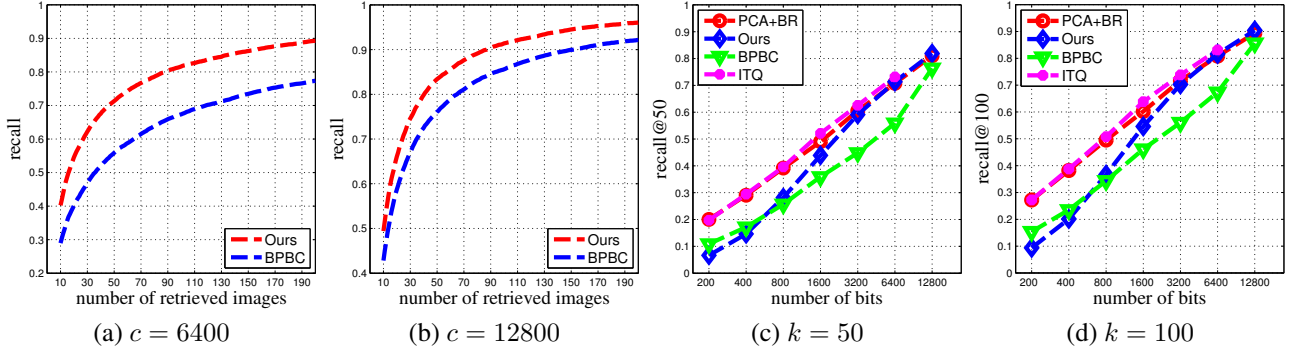 recall
1
0.9
0.8
0.7
0.6
0.5
0.4
0.3
0.2
10 30 50 70 90 110 130 150 170 190
Ours
BPBC
number of retrieved images
(a) c = 6400
recall
1
0.9
0.8
0.7
0.6
0.5
0.4
10 30 50 70 90 110 130 150 170 190
Ours
BPBC
number of retrieved images
(b) c = 12800
recall@50
1
0.9
0.8
0.7
0.6
0.5
0.4
0.3
0.2
0.1
0
PCA+BR
Ours
BPBC
ITQ
200 400 800 1600 3200 6400 12800
number of bits
(c) k = 50
recall@100
1
0.9
0.8
0.7
0.6
0.5
0.4
0.3
0.2
0.1
0
PCA+BR
Ours
BPBC
ITQ
200 400 800 1600 3200 6400 12800
number of bits
(d) k = 100